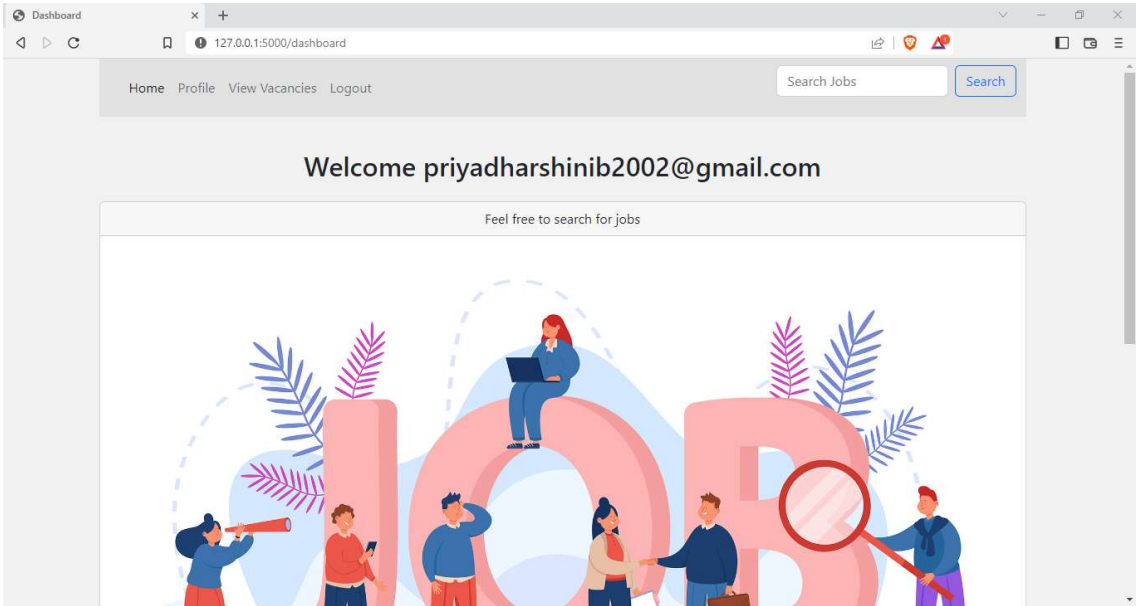 Dashboard
127.0.0.1:5000/dashboard
Home Profile View Vacancies Logout
Search Jobs
Search
Welcome priyadharshinib2002@gmail.com
Feel free to search for jobs
JOB